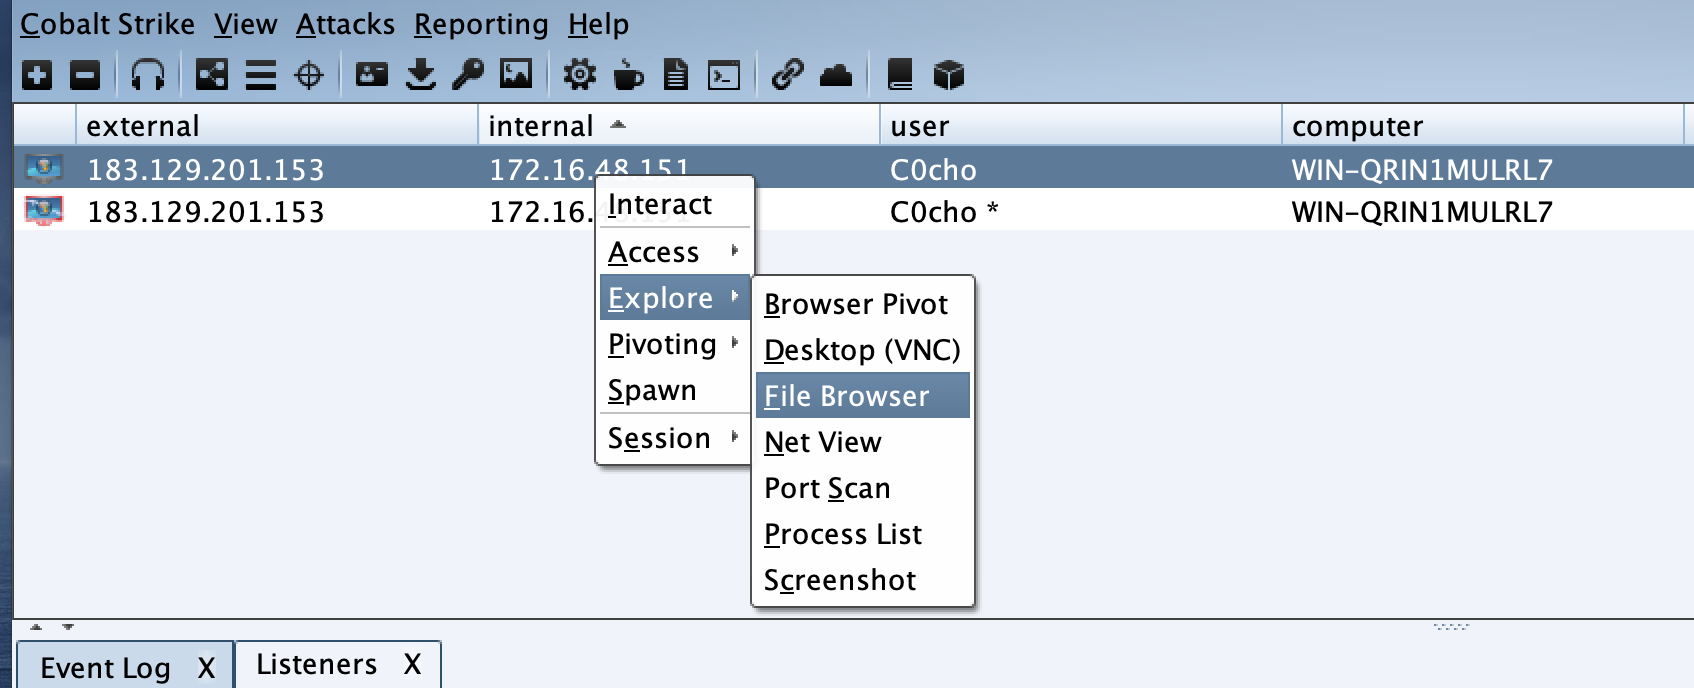 Cobalt Strike View Attacks Reporting Help
external internal user computer
183.129.201.153 172.16.48.151 C0cho WIN-QRIN1MULRL7
183.129.201.153 172.16. C0cho * WIN-QRIN1MULRL7
Interact
Access
Explore
Pivoting
Spawn
Session
Browser Pivot
Desktop (VNC)
File Browser
Net View
Port Scan
Process List
Screenshot
Event Log X Listeners X